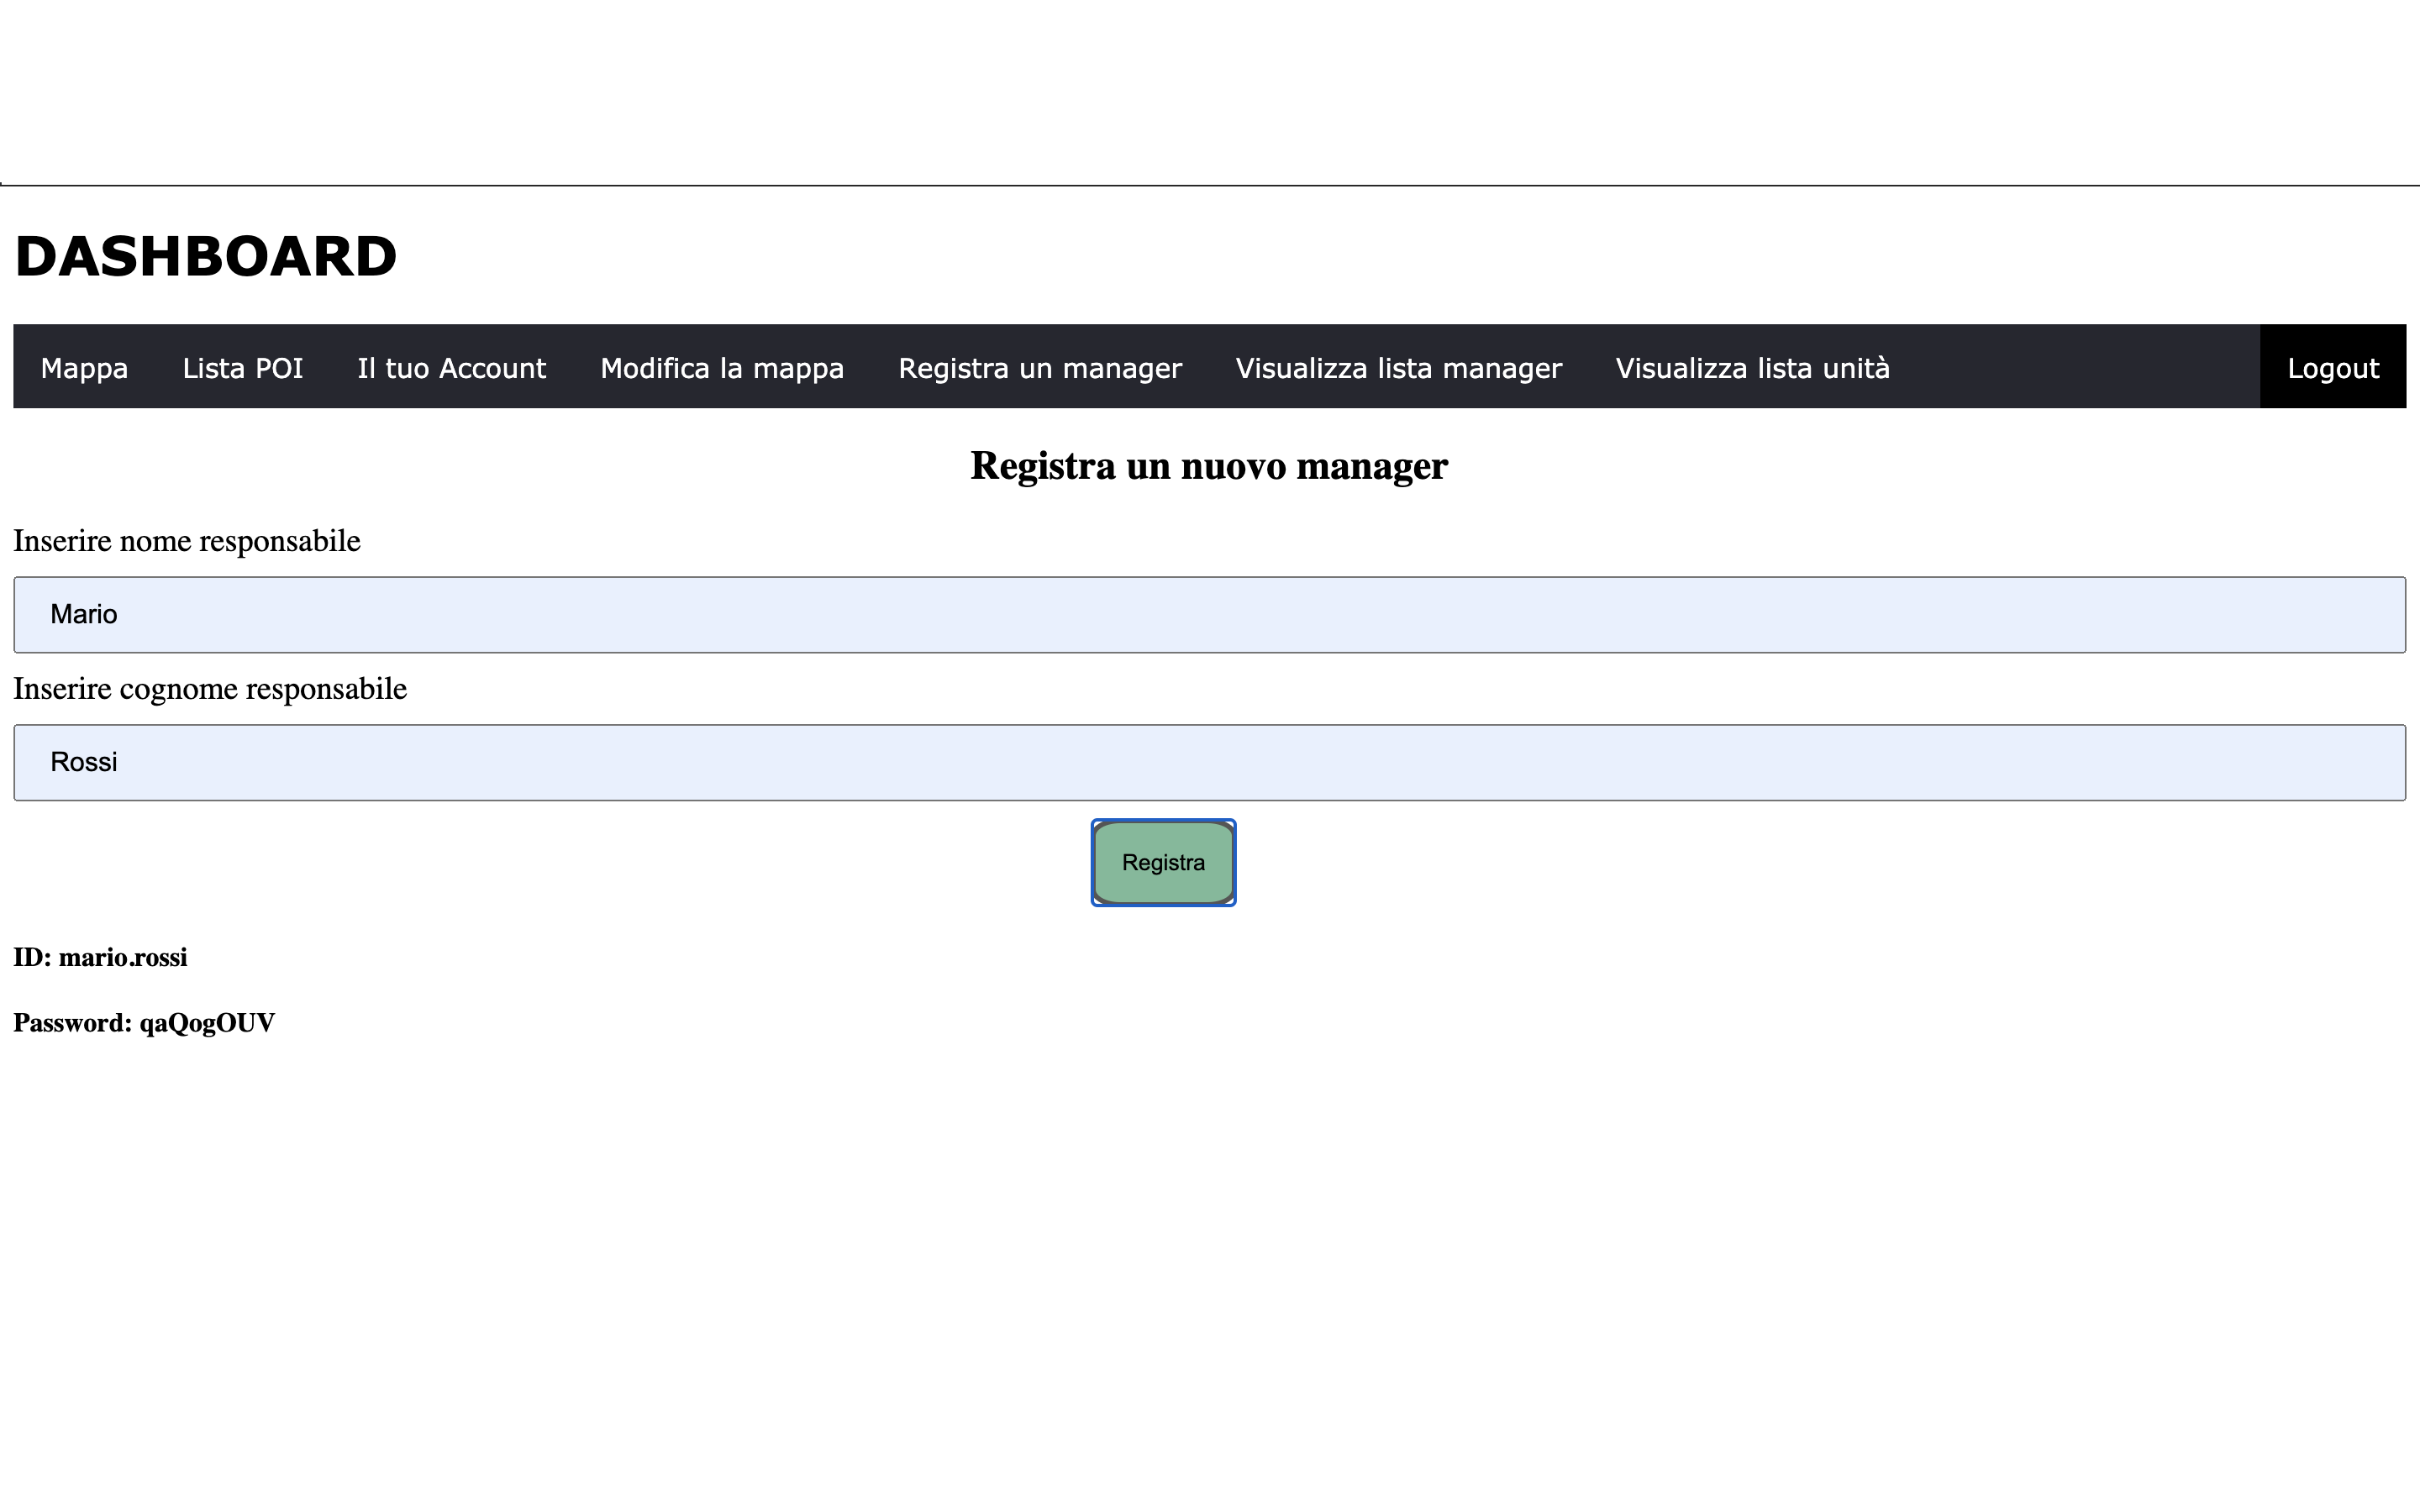 DASHBOARD
Mappa Lista POI Il tuo Account Modifica la mappa Registra un manager Visualizza lista manager Visualizza lista unità Logout
Registra un nuovo manager
Inserire nome responsabile
Mario
Inserire cognome responsabile
Rossi
Registra
ID: mario.rossi
Password: qaQogOUV